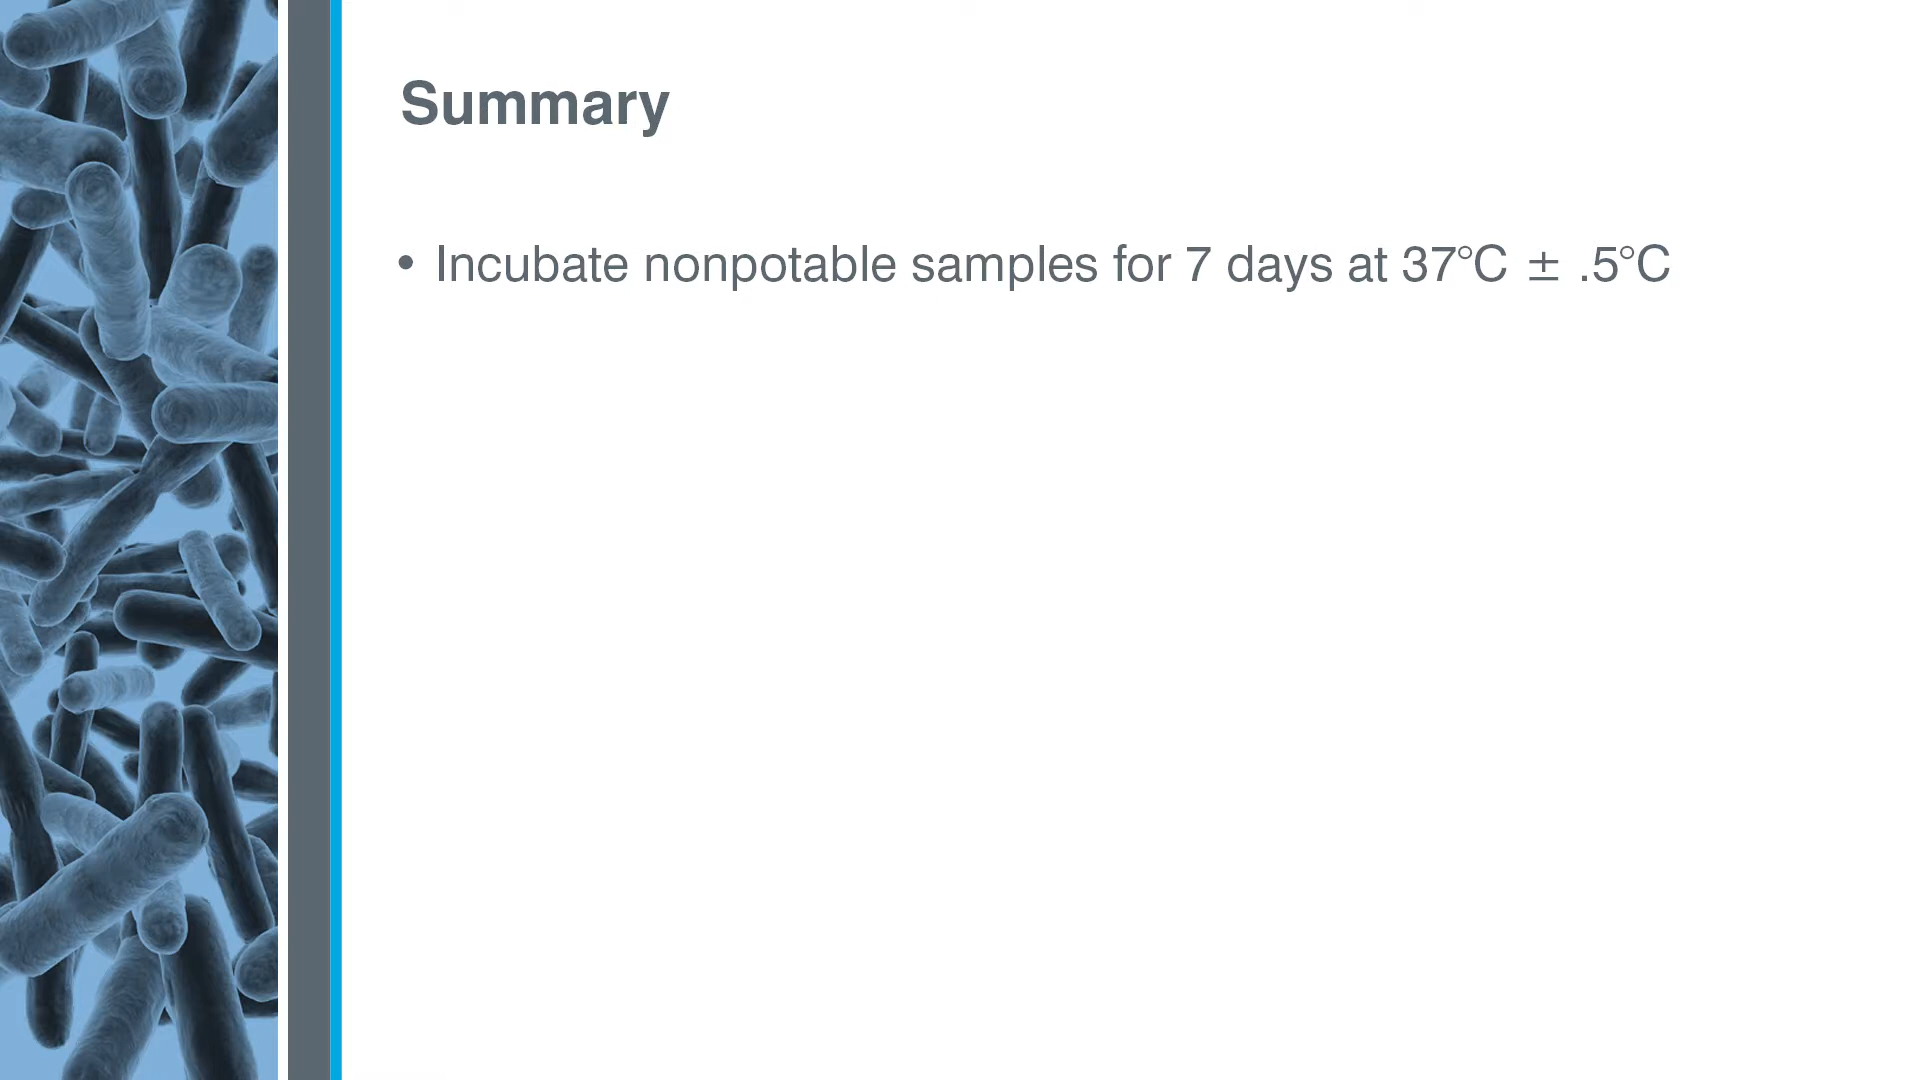 Summary
• Incubate nonpotable samples for 7 days at 37°C ± .5°C